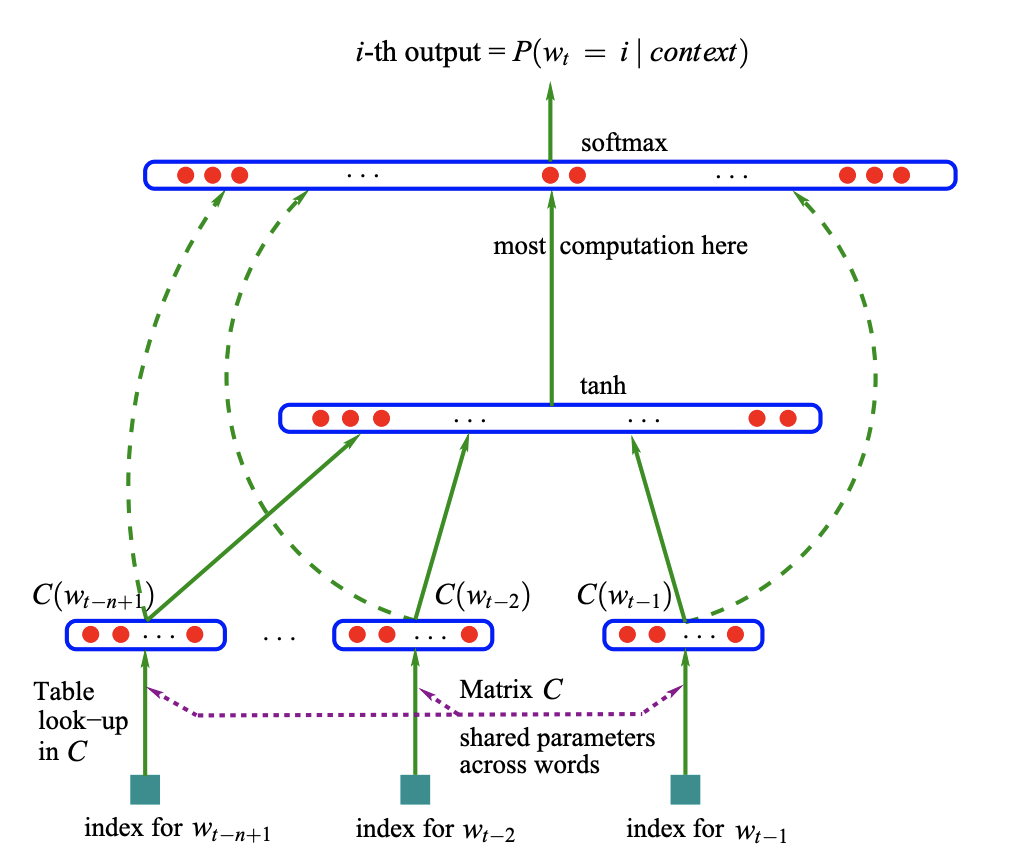 i-th output = P(w_t = i | context)
softmax
. . .
. . .
most computation here
tanh
. . .
. . .
C(w_{t−n+1})
C(w_{t−2})
C(w_{t−1})
. . .
. . .
. . .
. . .
Table
look−up
in C
Matrix C
shared parameters
across words
index for w_{t−n+1}
index for w_{t−2}
index for w_{t−1}